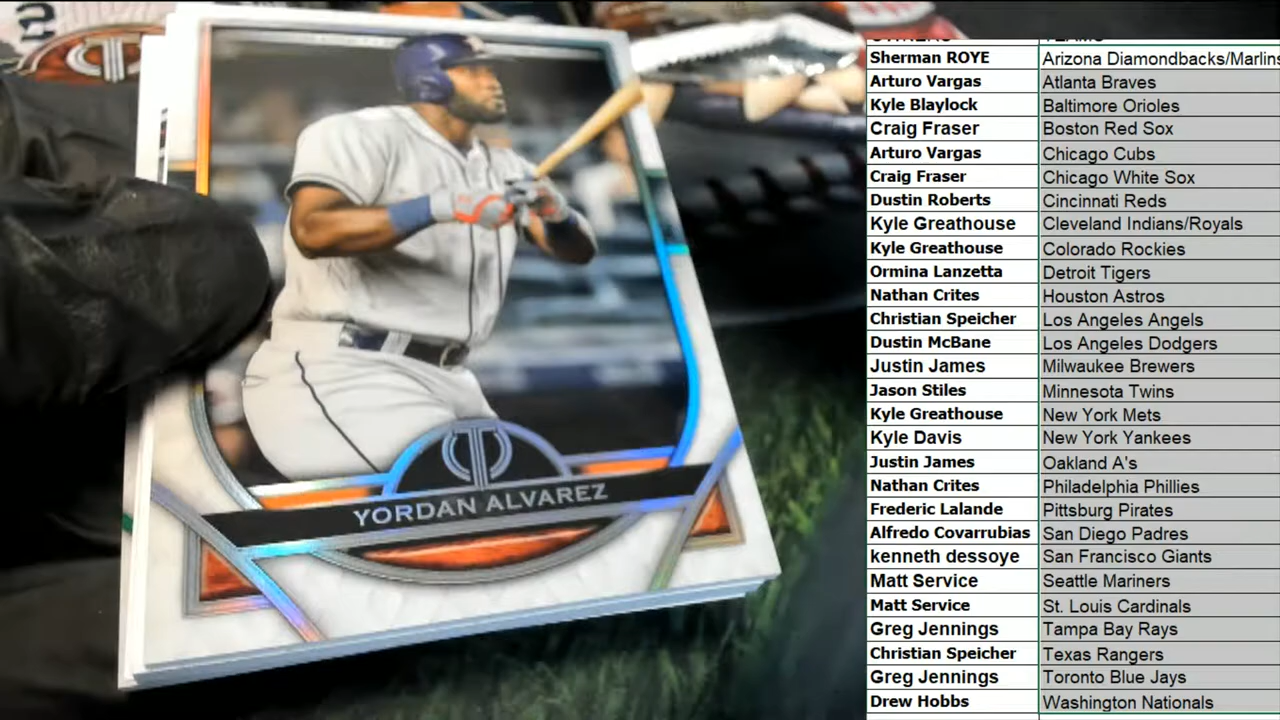 YORDAN ALVAREZ
Sherman ROYE Arizona Diamondbacks/Marlins
Arturo Vargas Atlanta Braves
Kyle Blaylock Baltimore Orioles
Craig Fraser Boston Red Sox
Arturo Vargas Chicago Cubs
Craig Fraser Chicago White Sox
Dustin Roberts Cincinnati Reds
Kyle Greathouse Cleveland Indians/Royals
Kyle Greathouse Colorado Rockies
Ormina Lanzetta Detroit Tigers
Nathan Crites Houston Astros
Christian Speicher Los Angeles Angels
Dustin McBane Los Angeles Dodgers
Justin James Milwaukee Brewers
Jason Stiles Minnesota Twins
Kyle Greathouse New York Mets
Kyle Davis New York Yankees
Justin James Oakland A's
Nathan Crites Philadelphia Phillies
Frederic Lalande Pittsburg Pirates
Alfredo Covarrubias San Diego Padres
kenneth dessoye San Francisco Giants
Matt Service Seattle Mariners
Matt Service St. Louis Cardinals
Greg Jennings Tampa Bay Rays
Christian Speicher Texas Rangers
Greg Jennings Toronto Blue Jays
Drew Hobbs Washington Nationals